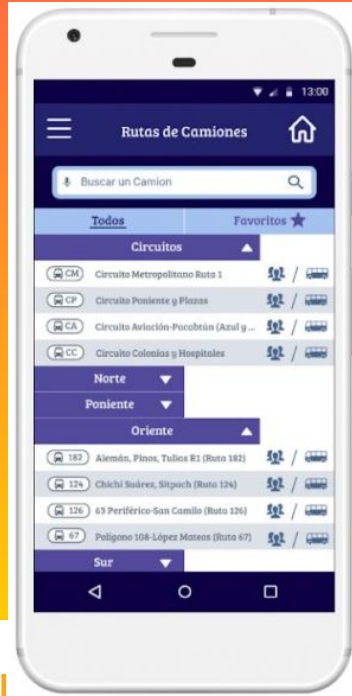 13:00
Rutas de Camiones
Buscar un Camion
Todos Favoritos
Circuitos
CM Circuito Metropolitano Ruta 1 /
CP Circuito Poniente y Plazas /
CA Circuito Aviación-Pocobtún (Azul y ... /
CC Circuito Colonias y Hospitales /
Norte
Poniente
Oriente
182 Alemán, Pinos, Tulias R1 (Ruta 182) /
124 Chichi Suárez, Sitpach (Ruta 124) /
126 63 Periférico-San Camilo (Ruta 126) /
67 Polígono 108-López Mateos (Ruta 67) /
Sur